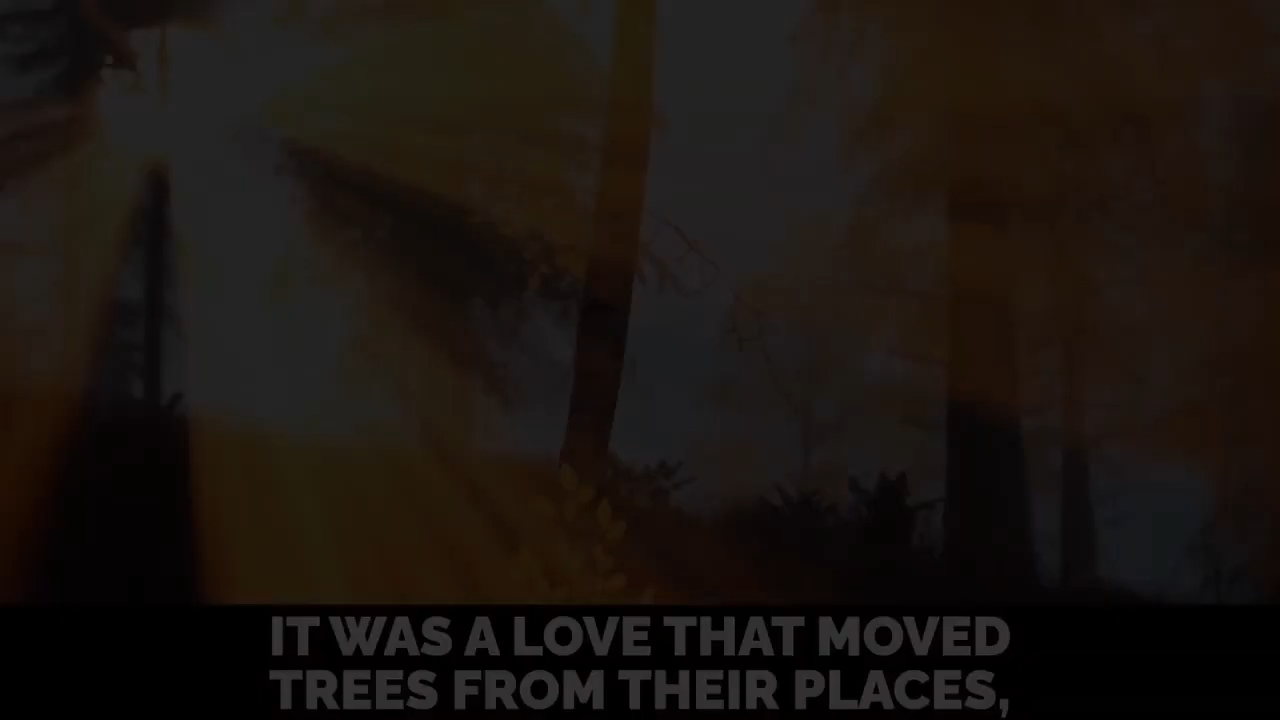 IT WAS A LOVE THAT MOVED
TREES FROM THEIR PLACES,